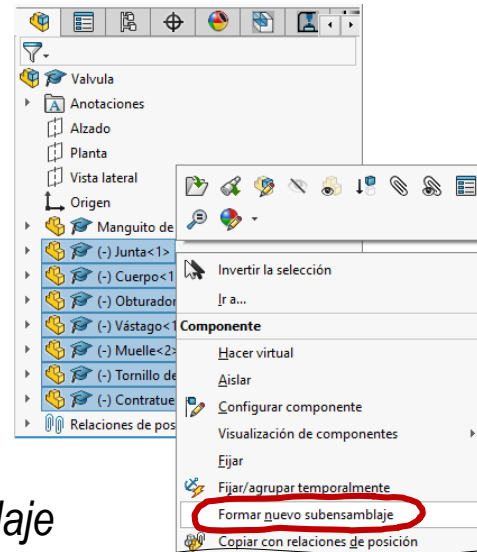 Valvula
Anotaciones
Alzado
Planta
Vista lateral
Origen
Manguito de
(-) Junta<1>
(-) Cuerpo<1
(-) Obturador
(-) Vástago<1
(-) Muelle<2>
(-) Tornillo de
(-) Contratue
Relaciones de pos
Invertir la selección
Ir a...
Componente
Hacer virtual
Aislar
Configurar componente
Visualización de componentes
Fijar
Fijar/agrupar temporalmente
Formar nuevo subensamblaje
Copiar con relaciones de posición
laje